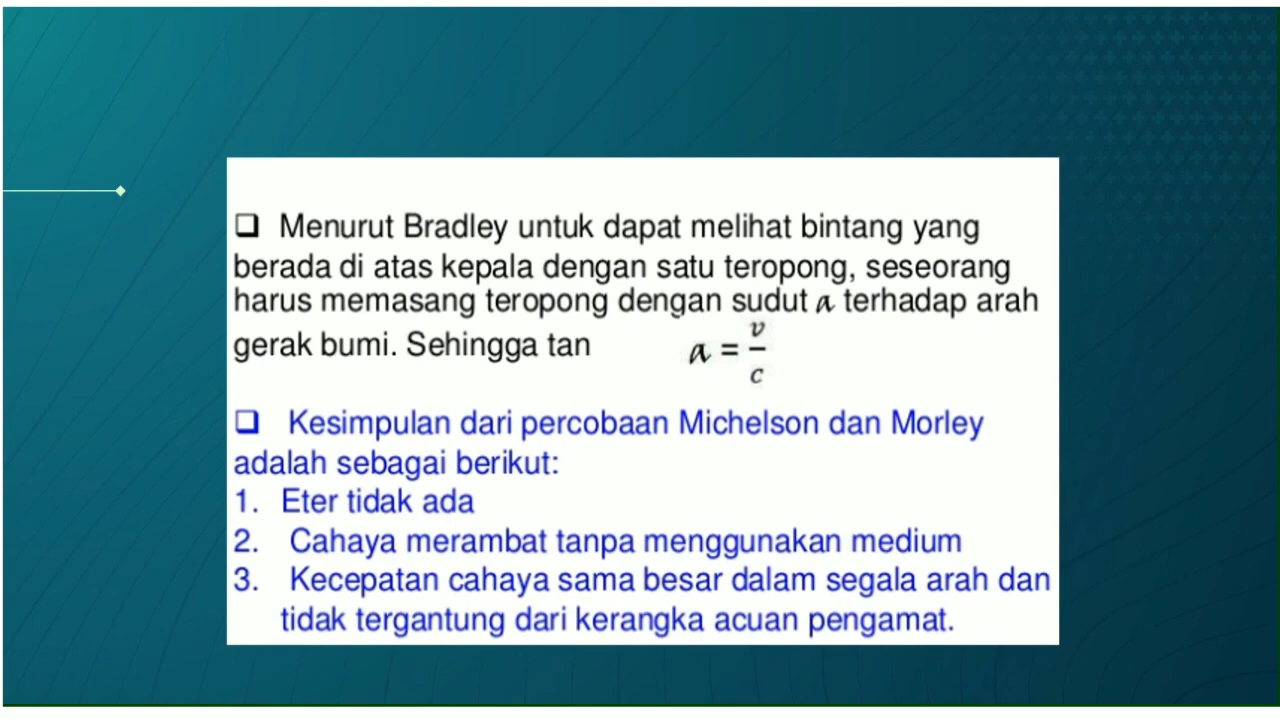 ❑ Menurut Bradley untuk dapat melihat bintang yang
berada di atas kepala dengan satu teropong, seseorang
harus memasang teropong dengan sudut a terhadap arah
gerak bumi. Sehingga tan a = v/c
❑ Kesimpulan dari percobaan Michelson dan Morley
adalah sebagai berikut:
1. Eter tidak ada
2. Cahaya merambat tanpa menggunakan medium
3. Kecepatan cahaya sama besar dalam segala arah dan
tidak tergantung dari kerangka acuan pengamat.